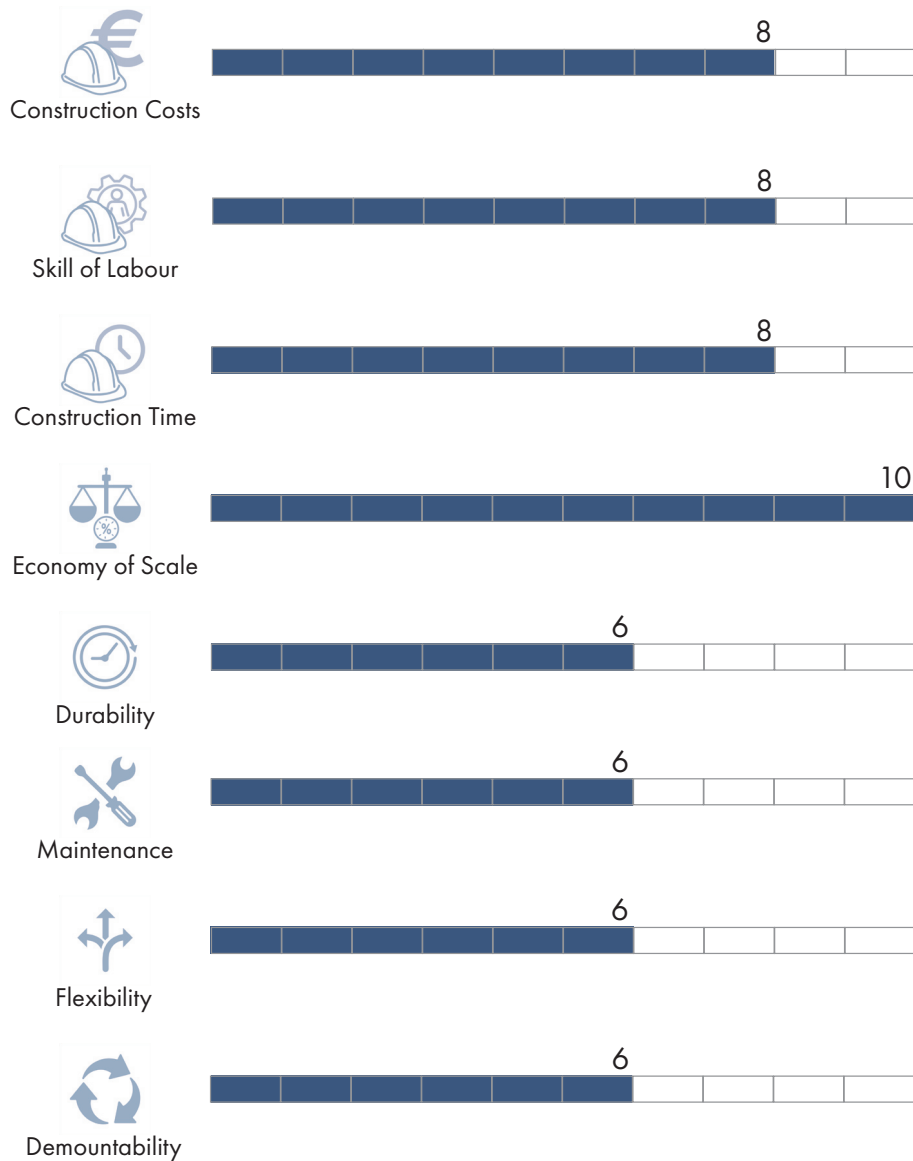 8
Construction Costs
8
Skill of Labour
8
Construction Time
10
%
Economy of Scale
6
Durability
6
Maintenance
6
Flexibility
6
Demountability